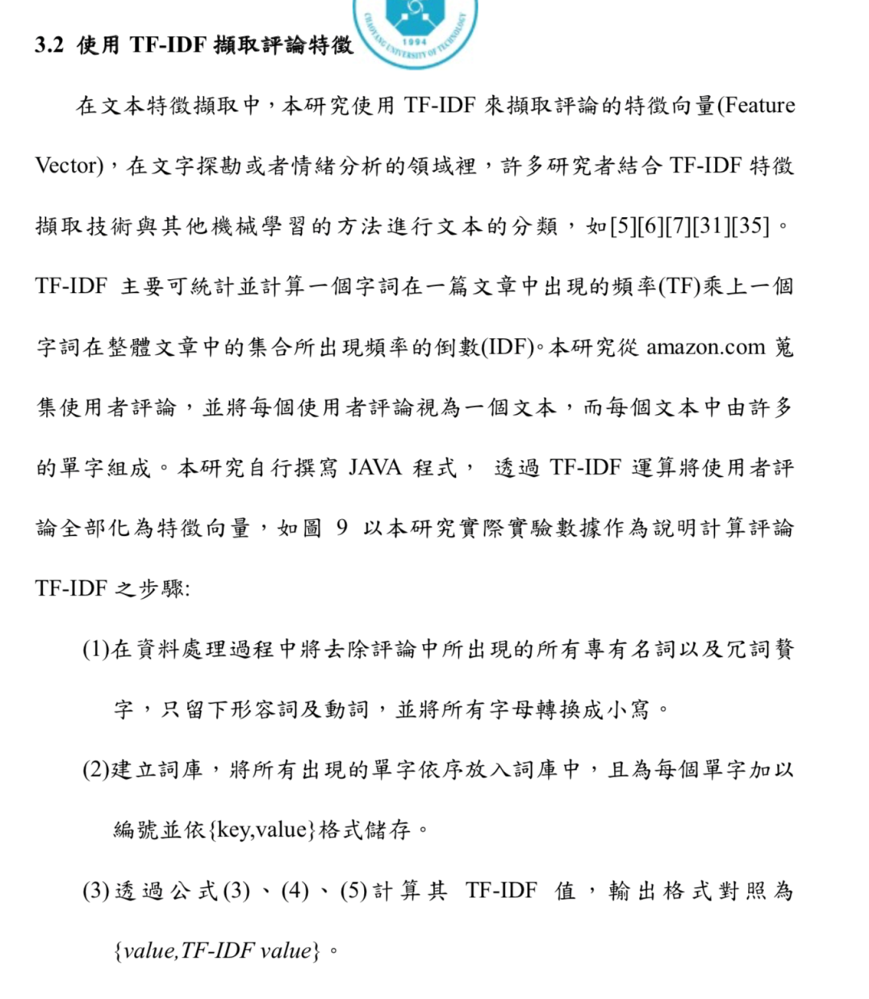 1994
CHAOYANG UNIVERSITY OF TECHNOLOGY
3.2 使用 TF-IDF 擷取評論特徵
在文本特徵擷取中，本研究使用 TF-IDF 來擷取評論的特徵向量(Feature
Vector)，在文字探勘或者情緒分析的領域裡，許多研究者結合 TF-IDF 特徵
擷取技術與其他機械學習的方法進行文本的分類，如[5][6][7][31][35]。
TF-IDF 主要可統計並計算一個字詞在一篇文章中出現的頻率(TF)乘上一個
字詞在整體文章中的集合所出現頻率的倒數(IDF)。本研究從 amazon.com 蒐
集使用者評論，並將每個使用者評論視為一個文本，而每個文本中由許多
的單字組成。本研究自行撰寫 JAVA 程式， 透過 TF-IDF 運算將使用者評
論全部化為特徵向量，如圖 9 以本研究實際實驗數據作為說明計算評論
TF-IDF 之步驟:
(1)在資料處理過程中將去除評論中所出現的所有專有名詞以及冗詞贅
字，只留下形容詞及動詞，並將所有字母轉換成小寫。
(2)建立詞庫，將所有出現的單字依序放入詞庫中，且為每個單字加以
編號並依{key,value}格式儲存。
(3)透過公式(3)、(4)、(5)計算其 TF-IDF 值，輸出格式對照為
{value,TF-IDF value}。